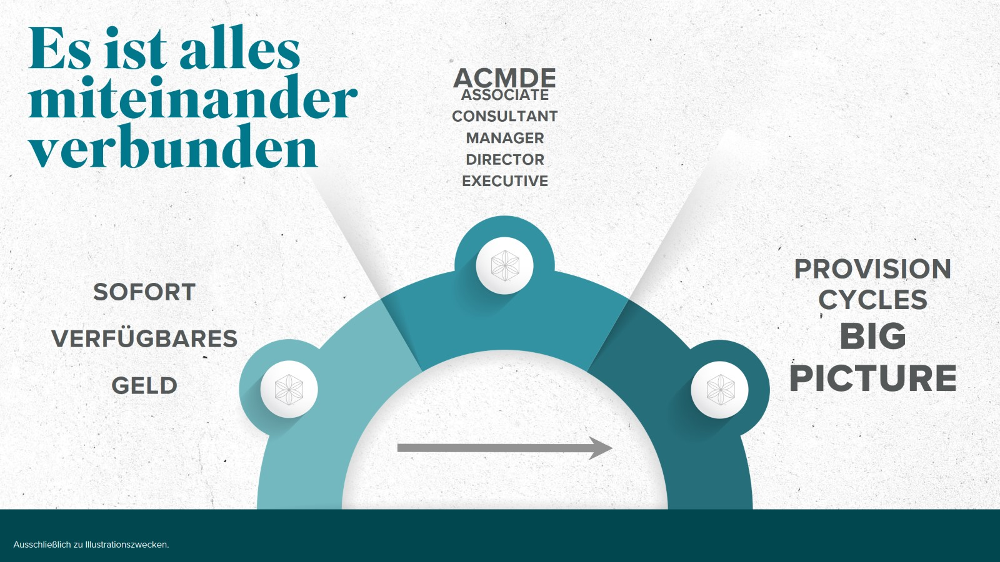 Es ist alles
miteinander
verbunden
ACMDE
ASSOCIATE
CONSULTANT
MANAGER
DIRECTOR
EXECUTIVE
SOFORT
VERFÜGBARES
GELD
PROVISION
CYCLES
BIG
PICTURE
Ausschließlich zu Illustrationszwecken.